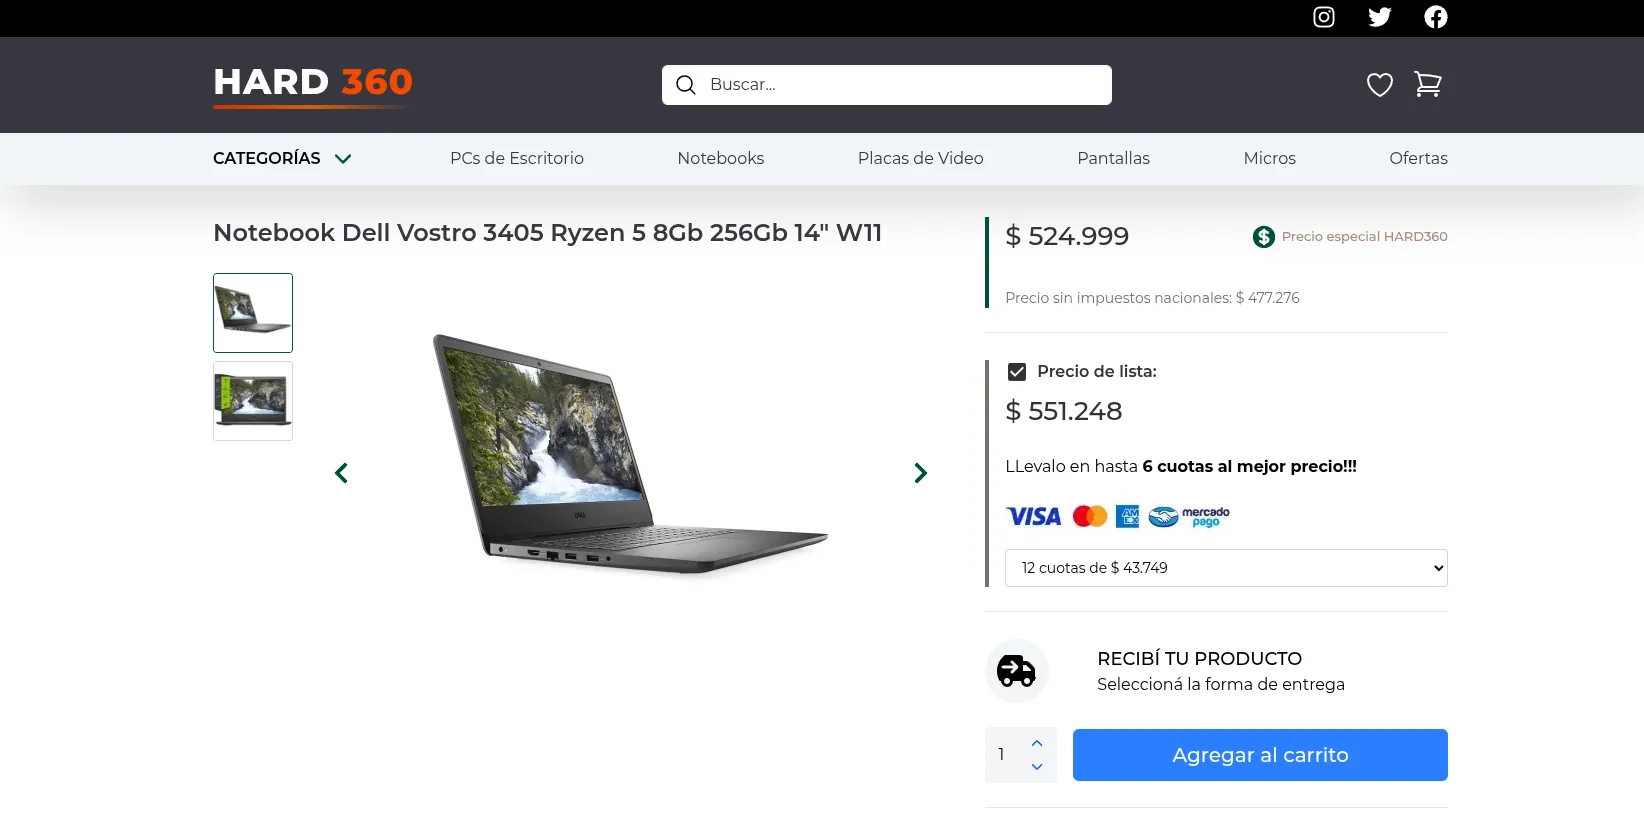 HARD 360
Buscar...
CATEGORÍAS
PCs de Escritorio
Notebooks
Placas de Video
Pantallas
Micros
Ofertas
Notebook Dell Vostro 3405 Ryzen 5 8Gb 256Gb 14" W11
$ 524.999
Precio especial HARD360
Precio sin impuestos nacionales: $ 477.276
Precio de lista:
$ 551.248
LLevalo en hasta 6 cuotas al mejor precio!!!
VISA
AM
EX
mercado
pago
12 cuotas de $ 43.749
RECIBÍ TU PRODUCTO
Seleccioná la forma de entrega
1
Agregar al carrito
DELL